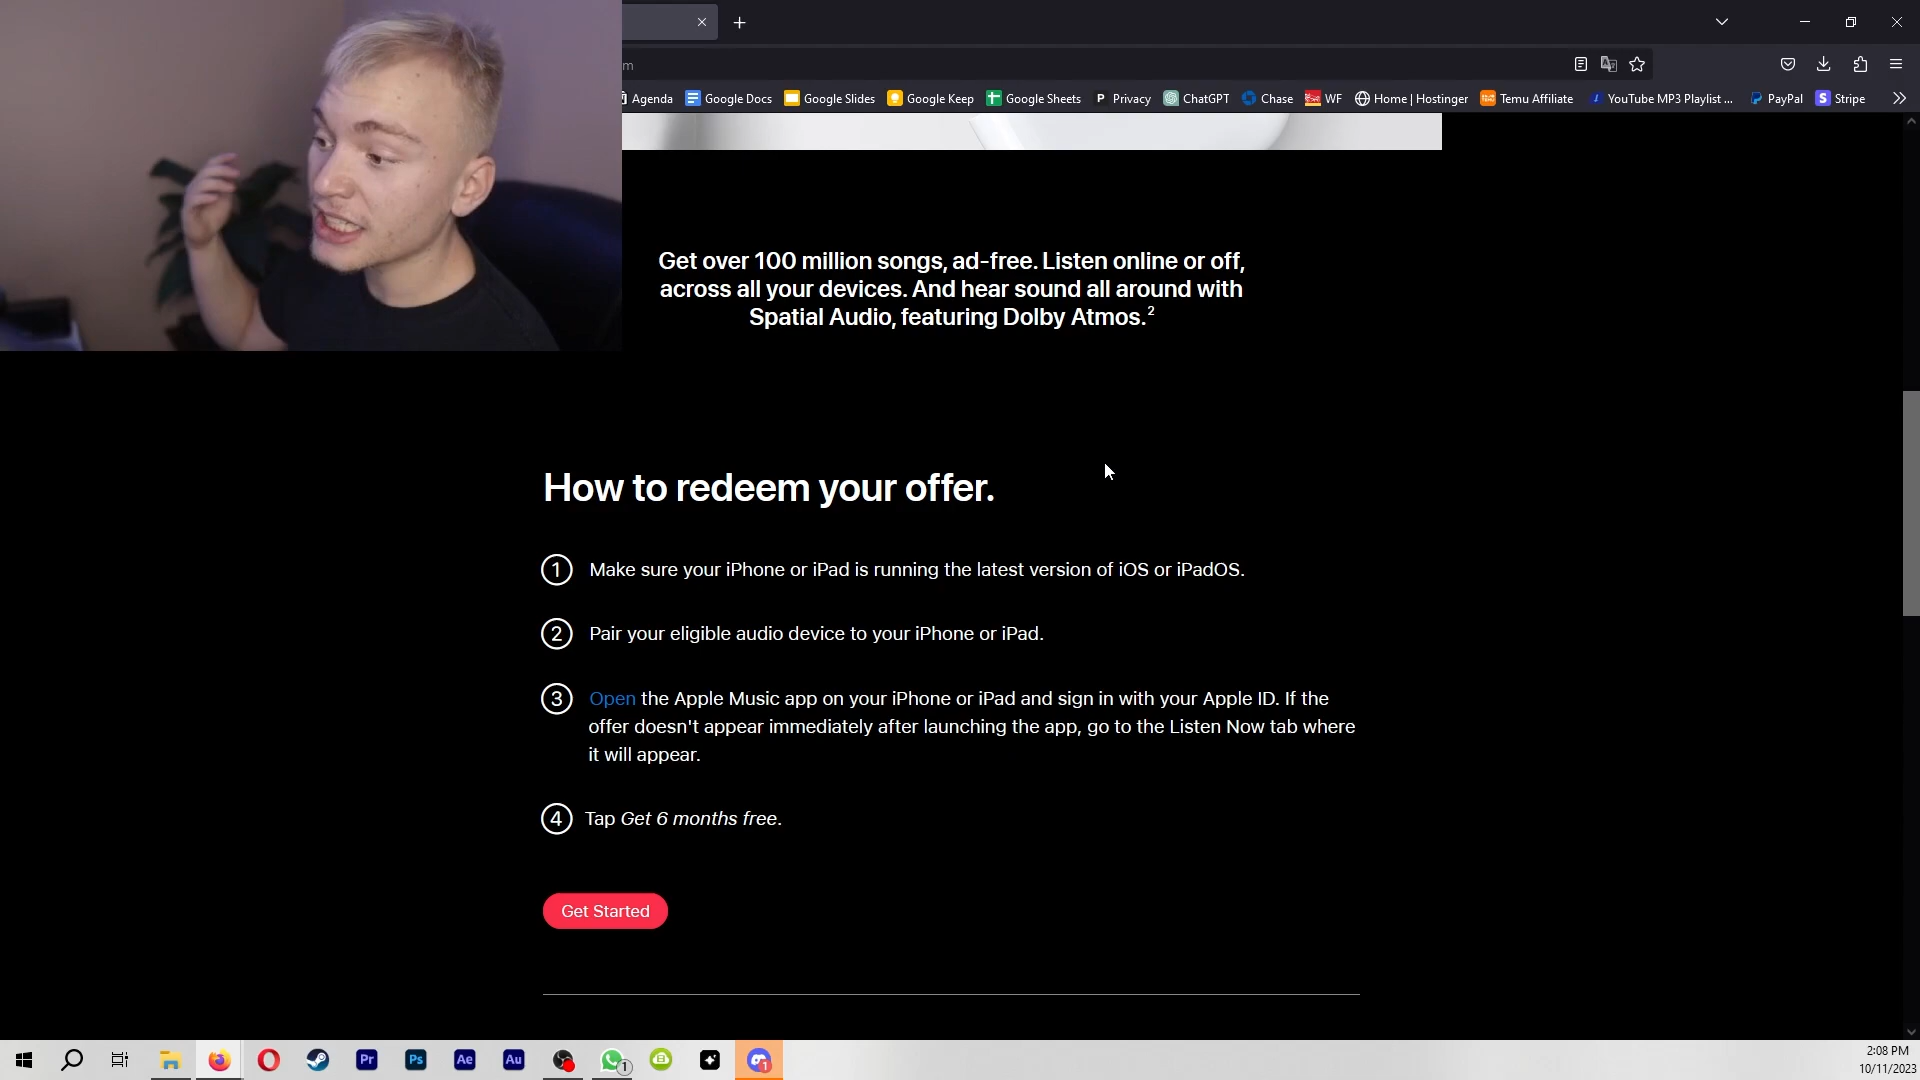 m
Agenda Google Docs Google Slides Google Keep Google Sheets P Privacy ChatGPT Chase WF Home | Hostinger Temu Affiliate YouTube MP3 Playlist ... PayPal S Stripe
Get over 100 million songs, ad-free. Listen online or off,
across all your devices. And hear sound all around with
Spatial Audio, featuring Dolby Atmos.²
How to redeem your offer.
1 Make sure your iPhone or iPad is running the latest version of iOS or iPadOS.
2 Pair your eligible audio device to your iPhone or iPad.
3 Open the Apple Music app on your iPhone or iPad and sign in with your Apple ID. If the
offer doesn't appear immediately after launching the app, go to the Listen Now tab where
it will appear.
4 Tap Get 6 months free.
Get Started
Pr Ps Ae Au 1 1
2:08 PM
10/11/2023